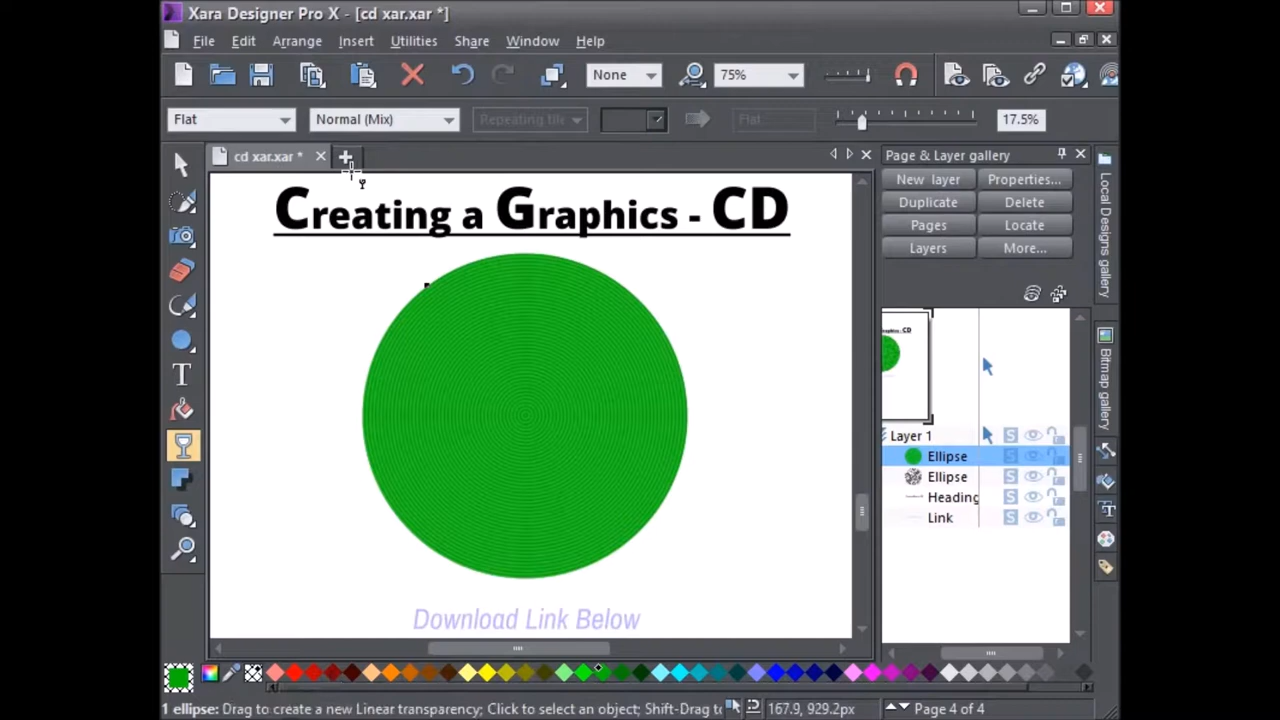 Xara Designer Pro X - [cd xar.xar *]
File Edit Arrange Insert Utilities Share Window Help
None 75%
Flat Normal (Mix) Repeating tile Flat 17.5%
cd xar.xar *
Page & Layer gallery
New layer Properties...
Duplicate Delete
Pages Locate
Layers More...
Local Designs gallery
Bitmap gallery
Creating a Graphics - CD
Layer 1 S
Ellipse S
Ellipse S
Heading S
Link S
Download Link Below
1 ellipse: Drag to create a new Linear transparency; Click to select an object; Shift-Drag to 167.9, 929.2px Page 4 of 4